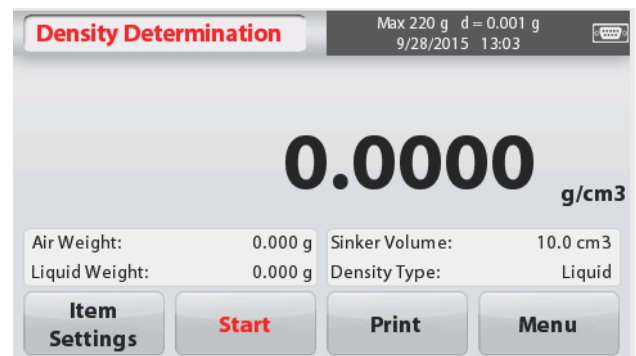 Density Determination
Max 220 g d = 0.001 g
9/28/2015 13:03
0.0000
g/cm3
Air Weight: 0.000 g
Liquid Weight: 0.000 g
Sinker Volume: 10.0 cm3
Density Type: Liquid
Item
Settings
Start
Print
Menu